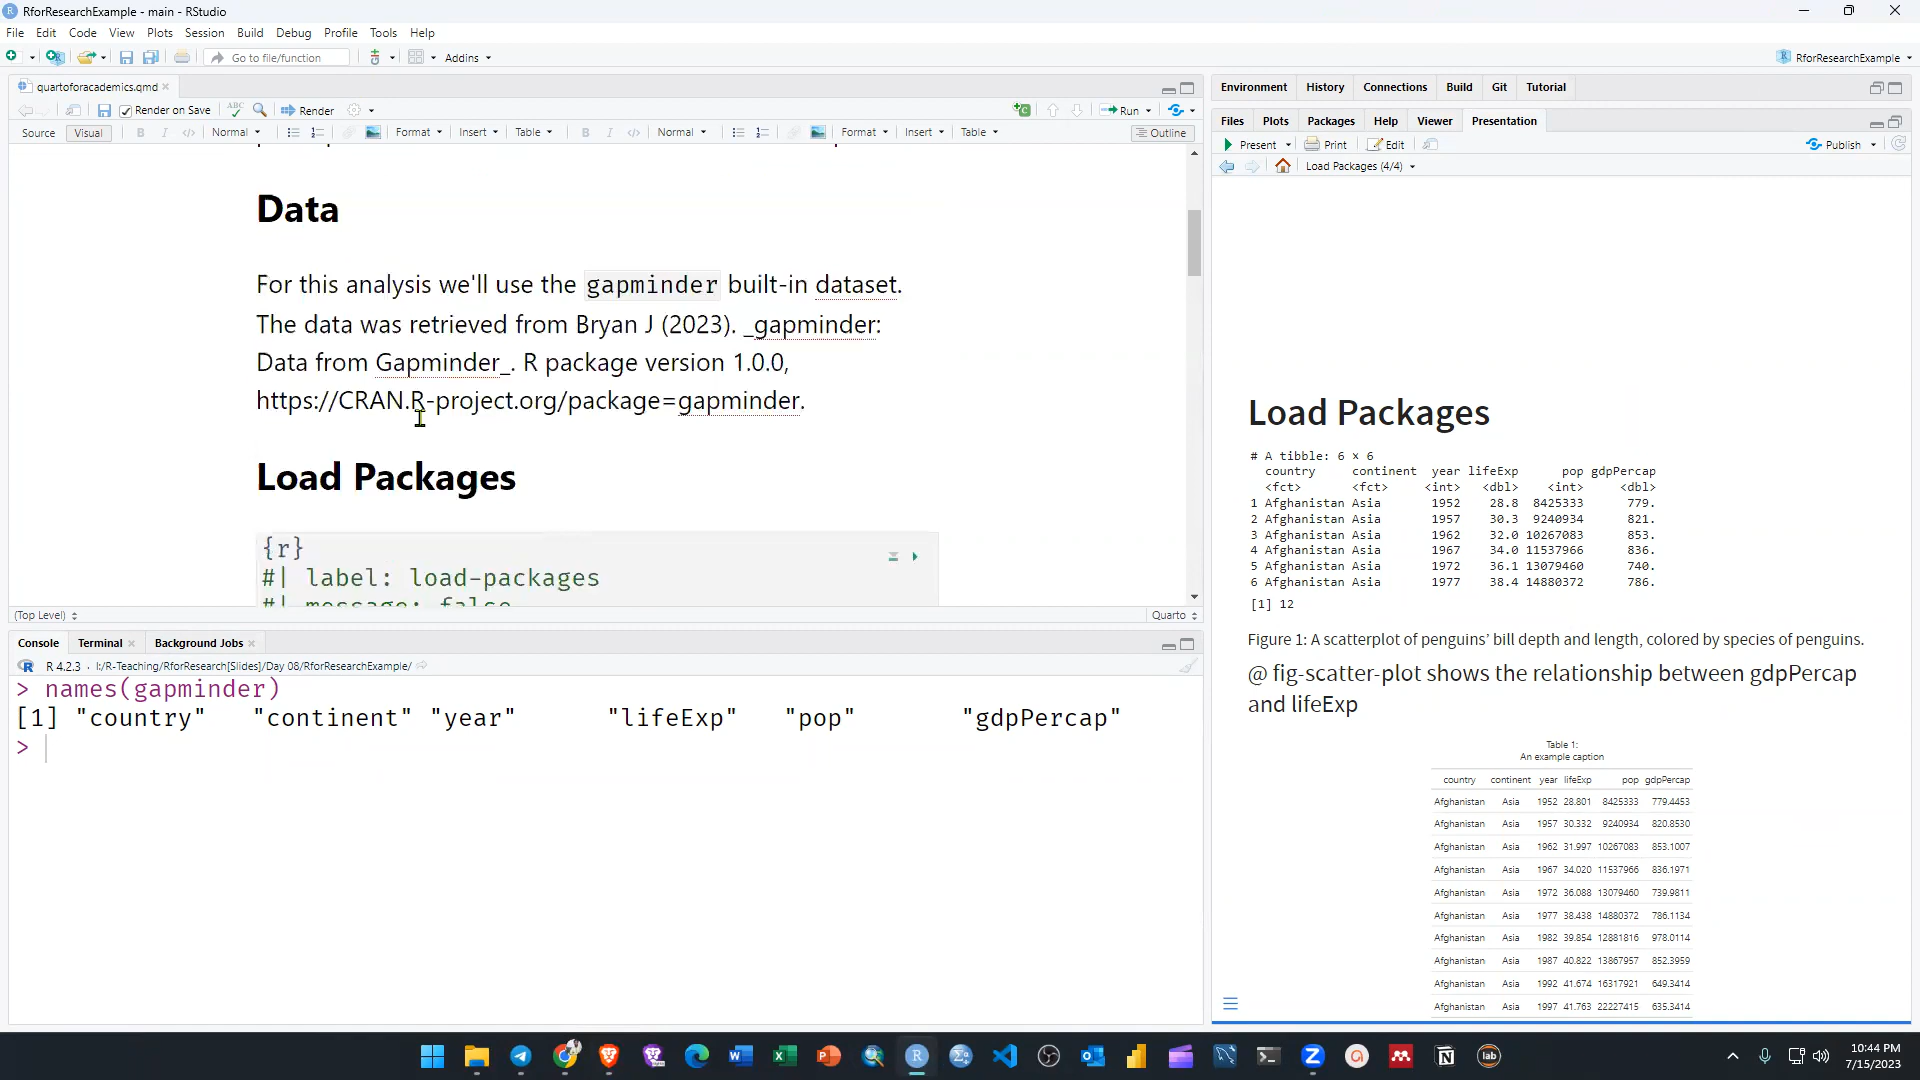 RforResearchExample - main - RStudio
File Edit Code View Plots Session Build Debug Profile Tools Help
Go to file/function Addins RforResearchExample
quartoforacademics.qmd
Render on Save ABC Render Run
Source Visual B I </> Normal Format Insert Table B I </> Normal Format Insert Table Outline
Data
For this analysis we'll use the gapminder built-in dataset.
The data was retrieved from Bryan J (2023). _gapminder:
Data from Gapminder_. R package version 1.0.0,
https://CRAN.R-project.org/package=gapminder.
Load Packages
{r}
#| label: load-packages
#| message: false
(Top Level) Quarto
Console Terminal Background Jobs
R 4.2.3 · I:/R-Teaching/RforResearch[Slides]/Day 08/RforResearchExample/
> names(gapminder)
[1] "country" "continent" "year" "lifeExp" "pop" "gdpPercap"
>
Environment History Connections Build Git Tutorial
Files Plots Packages Help Viewer Presentation
Present Print Edit Publish
Load Packages (4/4)
Load Packages
# A tibble: 6 × 6
country continent year lifeExp pop gdpPercap
<fct> <fct> <int> <dbl> <int> <dbl>
1 Afghanistan Asia 1952 28.8 8425333 779.
2 Afghanistan Asia 1957 30.3 9240934 821.
3 Afghanistan Asia 1962 32.0 10267083 853.
4 Afghanistan Asia 1967 34.0 11537966 836.
5 Afghanistan Asia 1972 36.1 13079460 740.
6 Afghanistan Asia 1977 38.4 14880372 786.
[1] 12
Figure 1: A scatterplot of penguins’ bill depth and length, colored by species of penguins.
@ fig-scatter-plot shows the relationship between gdpPercap
and lifeExp
Table 1:
An example caption
country continent year lifeExp pop gdpPercap
Afghanistan Asia 1952 28.801 8425333 779.4453
Afghanistan Asia 1957 30.332 9240934 820.8530
Afghanistan Asia 1962 31.997 10267083 853.1007
Afghanistan Asia 1967 34.020 11537966 836.1971
Afghanistan Asia 1972 36.088 13079460 739.9811
Afghanistan Asia 1977 38.438 14880372 786.1134
Afghanistan Asia 1982 39.854 12881816 978.0114
Afghanistan Asia 1987 40.822 13867957 852.3959
Afghanistan Asia 1992 41.674 16317921 649.3414
Afghanistan Asia 1997 41.763 22227415 635.3414
lab
10:44 PM
7/15/2023